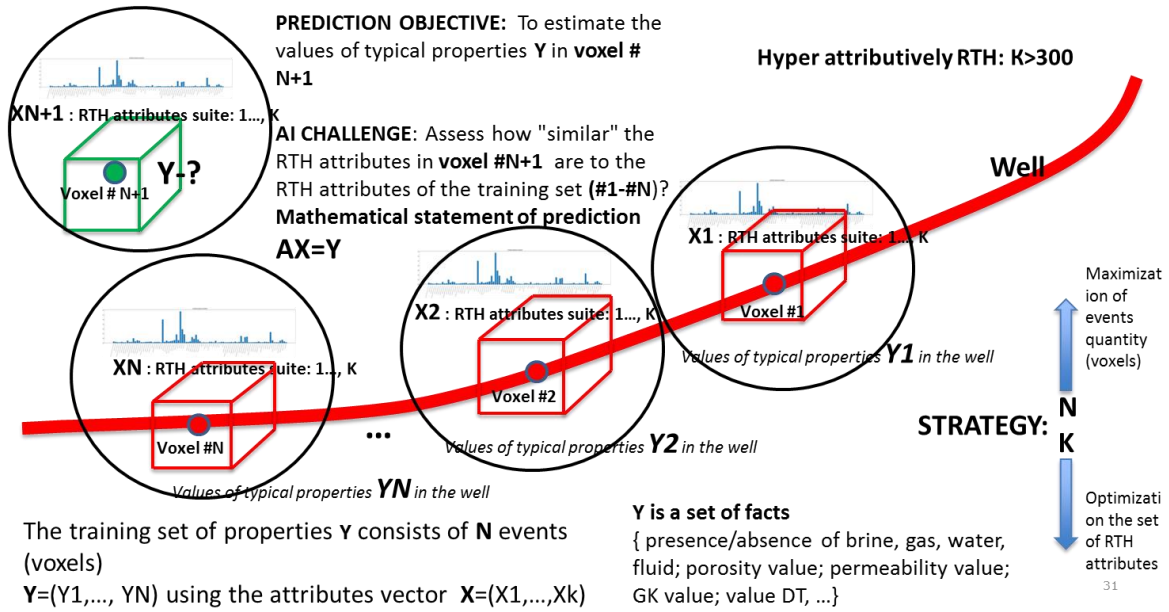 PREDICTION OBJECTIVE: To estimate the
values of typical properties Y in voxel #
N+1
Hyper attributively RTH: K>300
XN+1 : RTH attributes suite: 1..., K
Y-?
Voxel # N+1
AI CHALLENGE: Assess how "similar" the
RTH attributes in voxel #N+1 are to the
RTH attributes of the training set (#1-#N)?
Mathematical statement of prediction
AX=Y
Well
X1 : RTH attributes suite: 1..., K
Voxel #1
Values of typical properties Y1 in the well
X2 : RTH attributes suite: 1..., K
Voxel #2
Values of typical properties Y2 in the well
XN : RTH attributes suite: 1..., K
Voxel #N
...
Values of typical properties YN in the well
Maximizat
ion of
events
quantity
(voxels)
STRATEGY:
N
K
Optimizati
on the set
of RTH
attributes
The training set of properties Y consists of N events
(voxels)
Y=(Y1,..., YN) using the attributes vector X=(X1,...,Xk)
Y is a set of facts
{ presence/absence of brine, gas, water,
fluid; porosity value; permeability value;
GK value; value DT, ...}
31